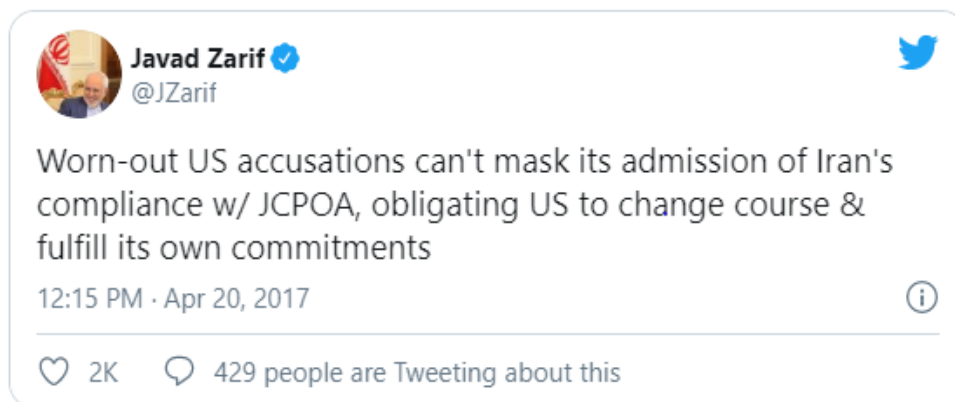 Javad Zarif
@JZarif
Worn-out US accusations can't mask its admission of Iran's
compliance w/ JCPOA, obligating US to change course &
fulfill its own commitments
12:15 PM · Apr 20, 2017
2K 429 people are Tweeting about this